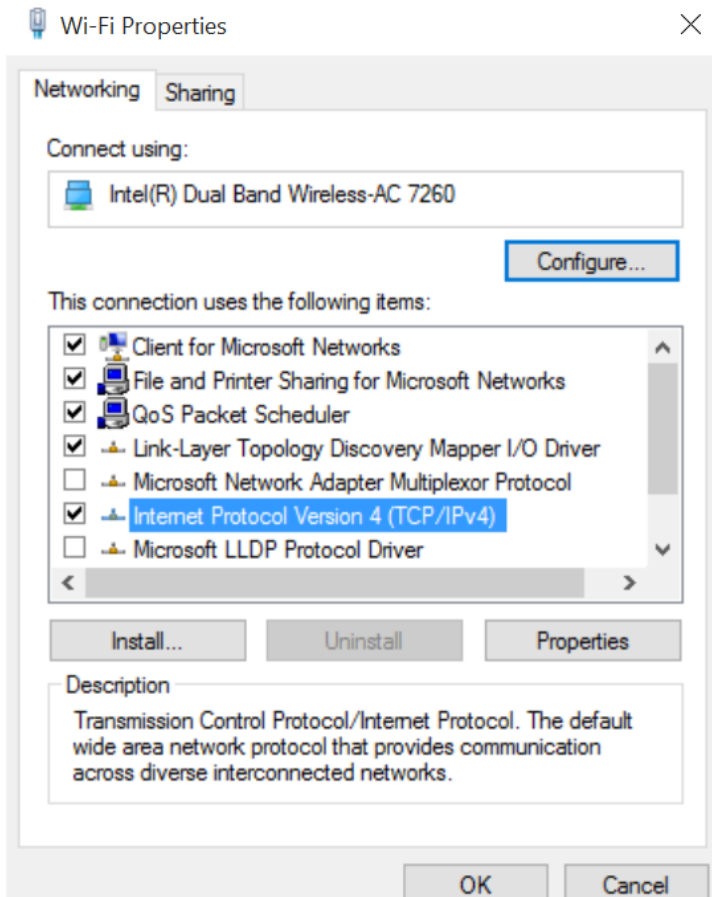 Wi-Fi Properties
Networking
Sharing
Connect using:
Intel(R) Dual Band Wireless-AC 7260
Configure...
This connection uses the following items:
Client for Microsoft Networks
File and Printer Sharing for Microsoft Networks
QoS Packet Scheduler
Link-Layer Topology Discovery Mapper I/O Driver
Microsoft Network Adapter Multiplexor Protocol
Internet Protocol Version 4 (TCP/IPv4)
Microsoft LLDP Protocol Driver
Install...
Uninstall
Properties
Description
Transmission Control Protocol/Internet Protocol. The default
wide area network protocol that provides communication
across diverse interconnected networks.
OK
Cancel